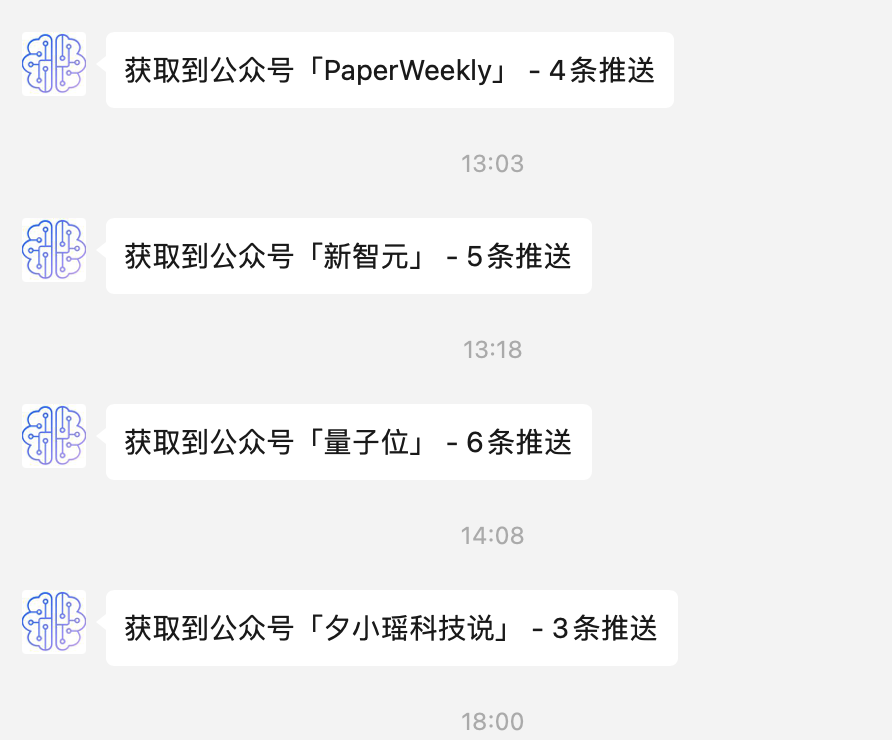 获取到公众号「PaperWeekly」 - 4条推送
13:03
获取到公众号「新智元」 - 5条推送
13:18
获取到公众号「量子位」 - 6条推送
14:08
获取到公众号「夕小瑶科技说」 - 3条推送
18:00